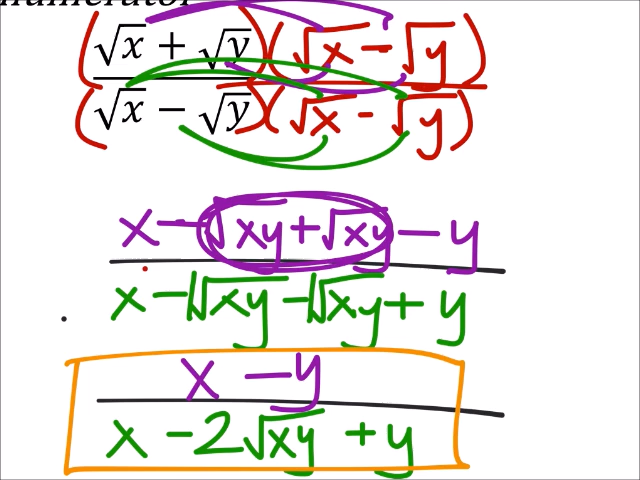 numerator
(√x + √y)(√x - √y)
(√x - √y)(√x - √y)
x - √xy + √xy - y
x - √xy - √xy + y
x - y
x - 2√xy + y